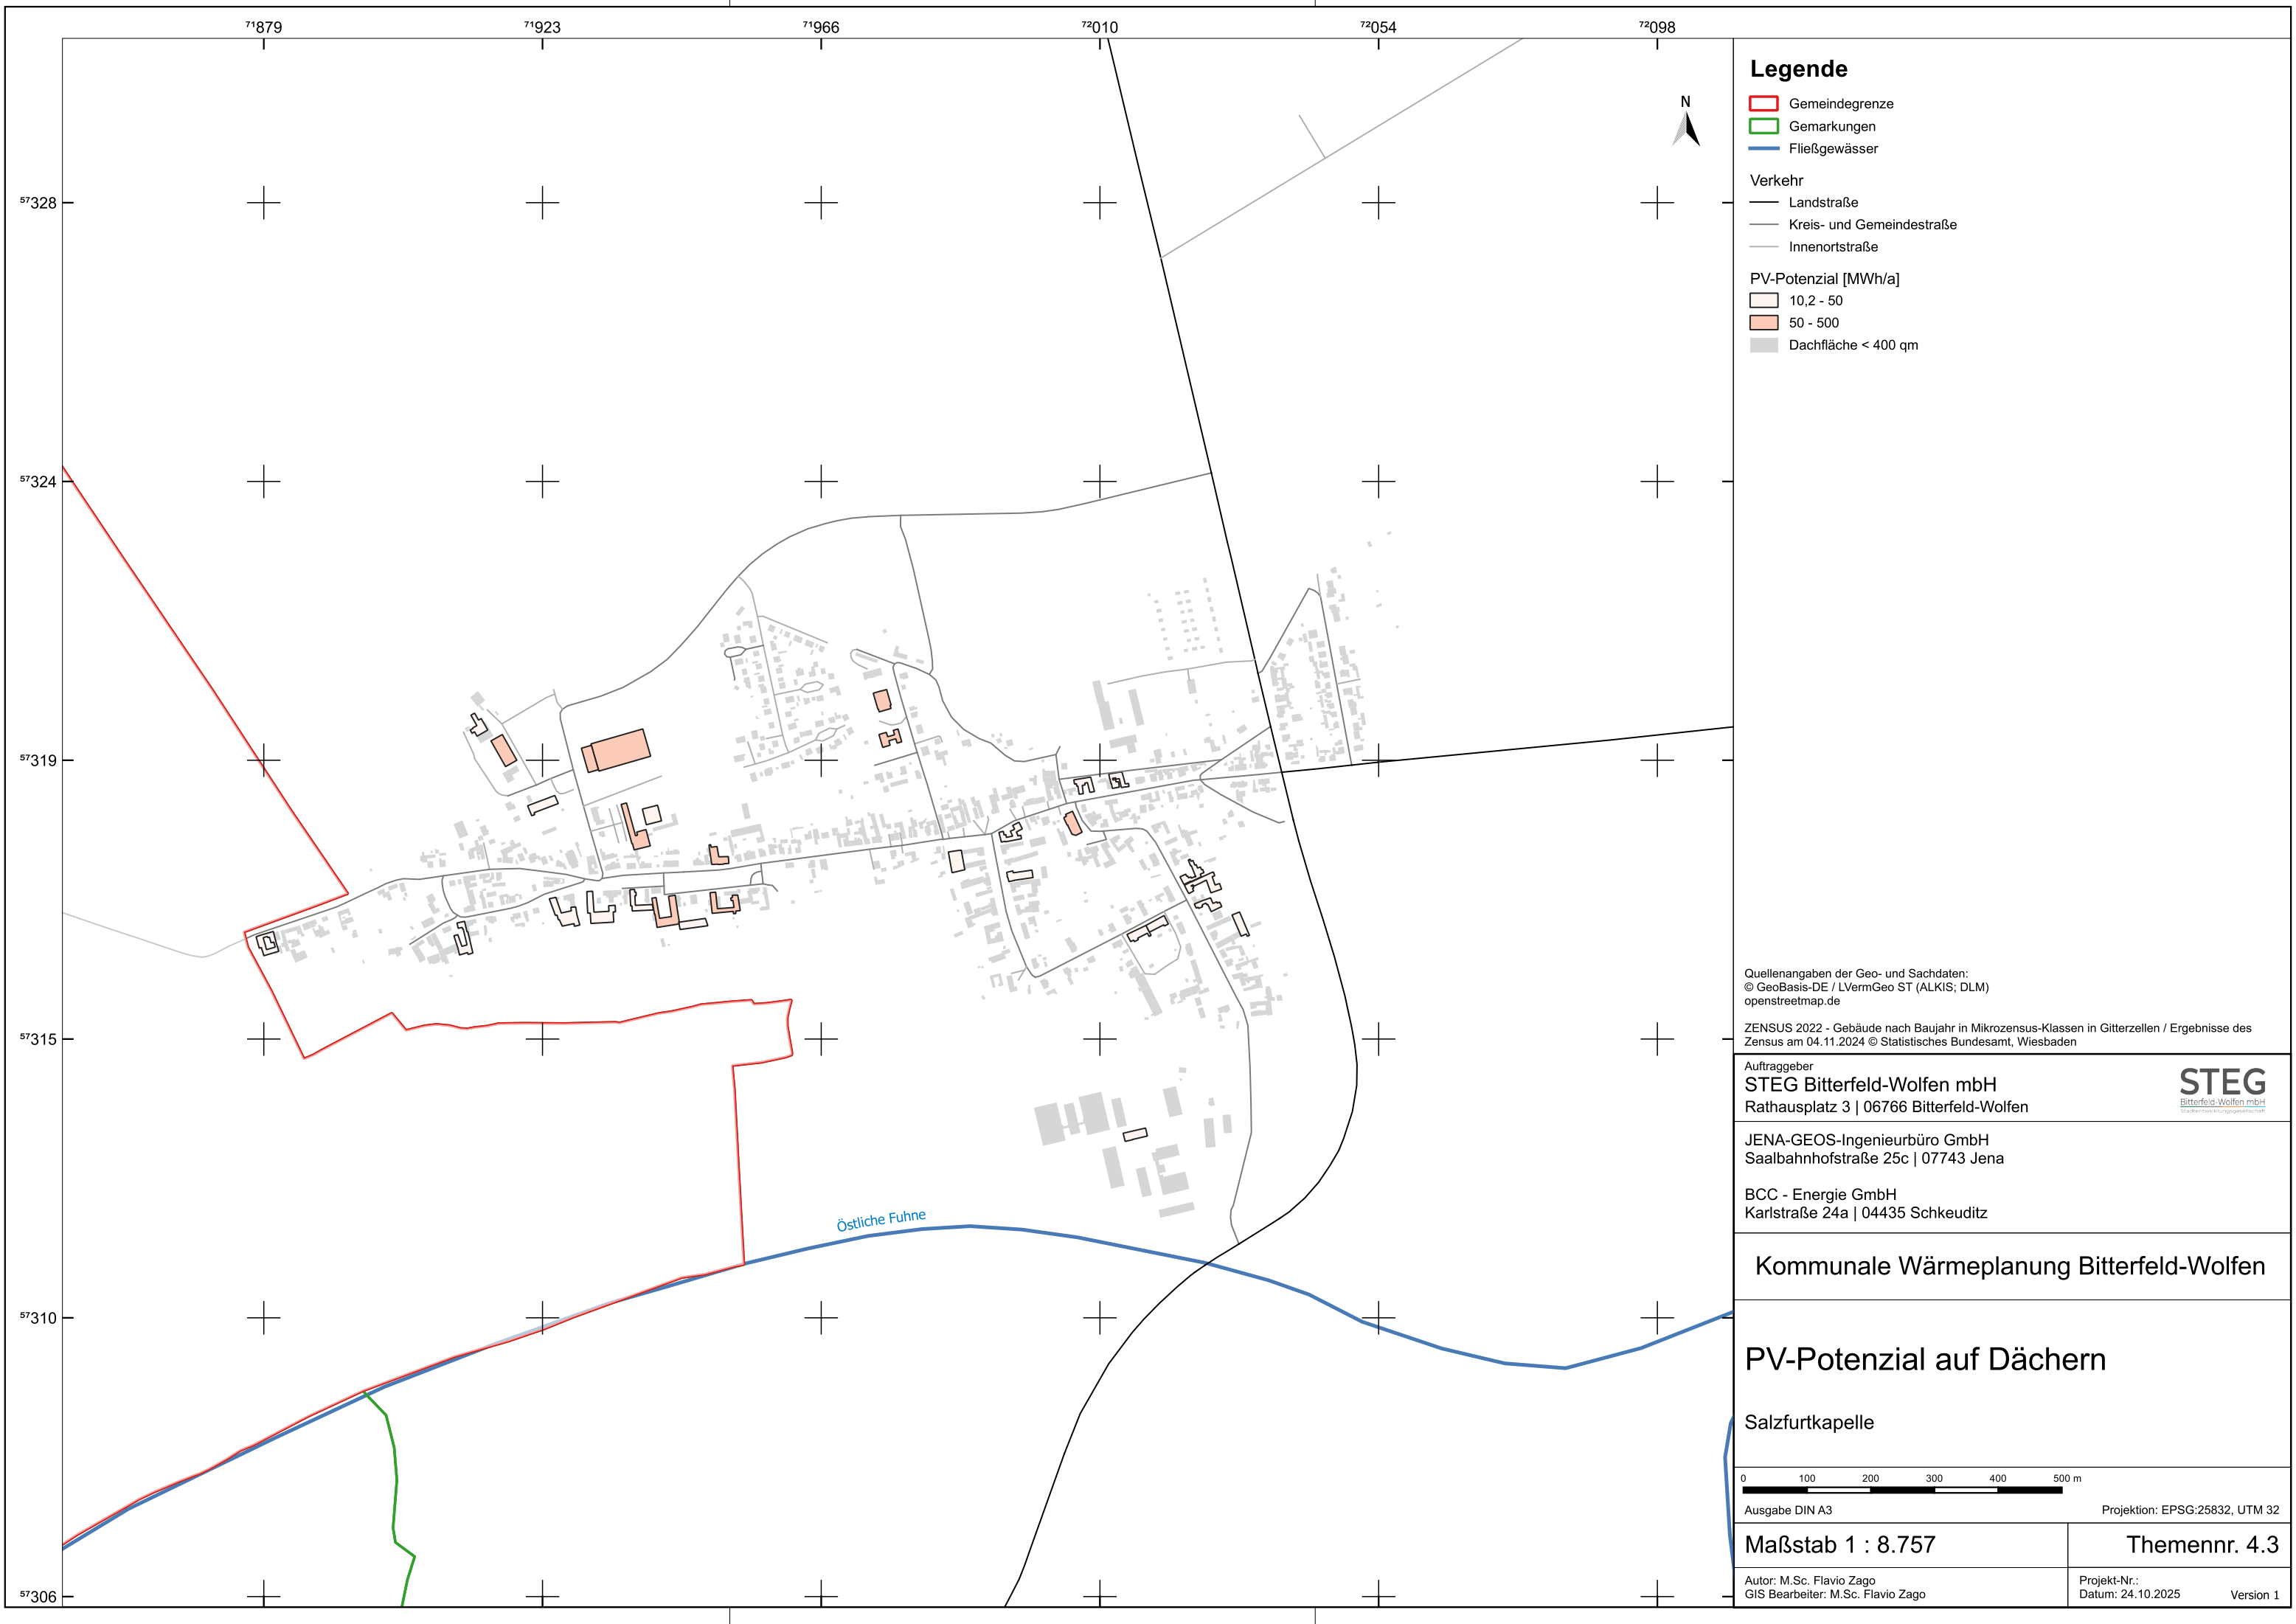 ⁷¹879 ⁷¹923 ⁷¹966 ⁷²010 ⁷²054 ⁷²098
⁵⁷328
⁵⁷324
⁵⁷319
⁵⁷315
⁵⁷310
⁵⁷306
N
Östliche Fuhne
Legende
Gemeindegrenze
Gemarkungen
Fließgewässer
Verkehr
Landstraße
Kreis- und Gemeindestraße
Innenortstraße
PV-Potenzial [MWh/a]
10,2 - 50
50 - 500
Dachfläche < 400 qm
Quellenangaben der Geo- und Sachdaten:
© GeoBasis-DE / LVermGeo ST (ALKIS; DLM)
openstreetmap.de
ZENSUS 2022 - Gebäude nach Baujahr in Mikrozensus-Klassen in Gitterzellen / Ergebnisse des
Zensus am 04.11.2024 © Statistisches Bundesamt, Wiesbaden
Auftraggeber
STEG Bitterfeld-Wolfen mbH
Rathausplatz 3 | 06766 Bitterfeld-Wolfen
STEG
Bitterfeld-Wolfen mbH
Stadtentwicklungsgesellschaft
JENA-GEOS-Ingenieurbüro GmbH
Saalbahnhofstraße 25c | 07743 Jena
BCC - Energie GmbH
Karlstraße 24a | 04435 Schkeuditz
Kommunale Wärmeplanung Bitterfeld-Wolfen
PV-Potenzial auf Dächern
Salzfurtkapelle
0 100 200 300 400 500 m
Ausgabe DIN A3 Projektion: EPSG:25832, UTM 32
Maßstab 1 : 8.757 Themennr. 4.3
Autor: M.Sc. Flavio Zago Projekt-Nr.:
GIS Bearbeiter: M.Sc. Flavio Zago Datum: 24.10.2025 Version 1